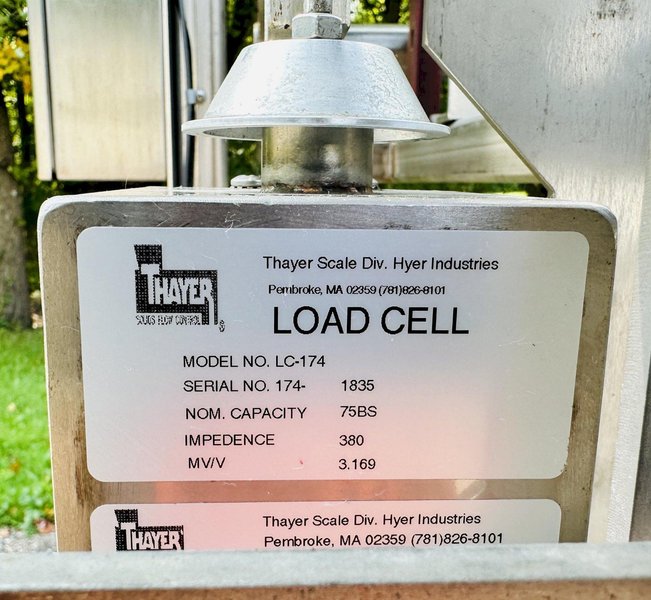 THAYER
SOLIDS FLOW CONTROL
®
Thayer Scale Div. Hyer Industries
Pembroke, MA 02359 (781)826-8101
LOAD CELL
MODEL NO. LC-174
SERIAL NO. 174- 1835
NOM. CAPACITY 75BS
IMPEDENCE 380
MV/V 3.169
THAYER
Thayer Scale Div. Hyer Industries
Pembroke, MA 02359 (781)826-8101